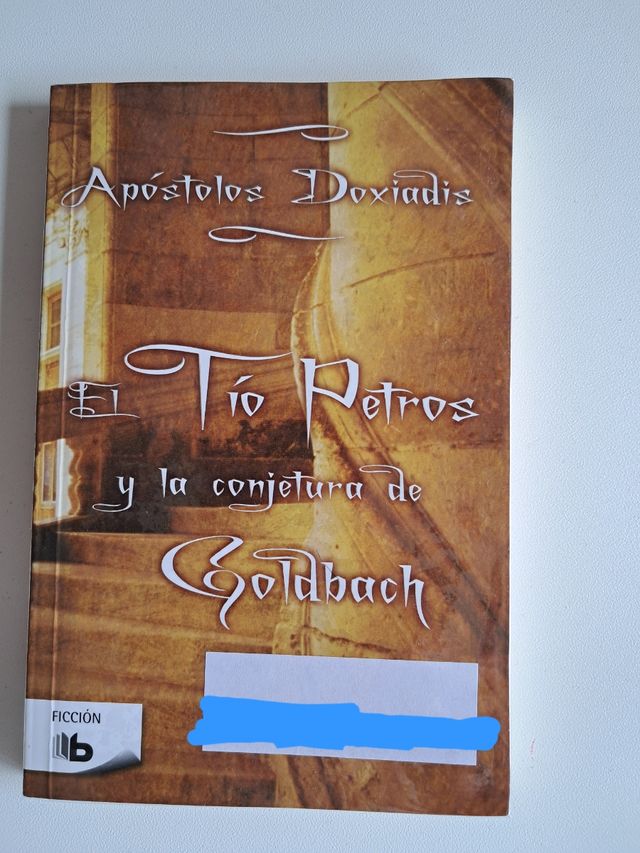 Apóstolos Doxiadis
El Tío Petros
y la conjetura de
Goldbach
FICCIÓN
b